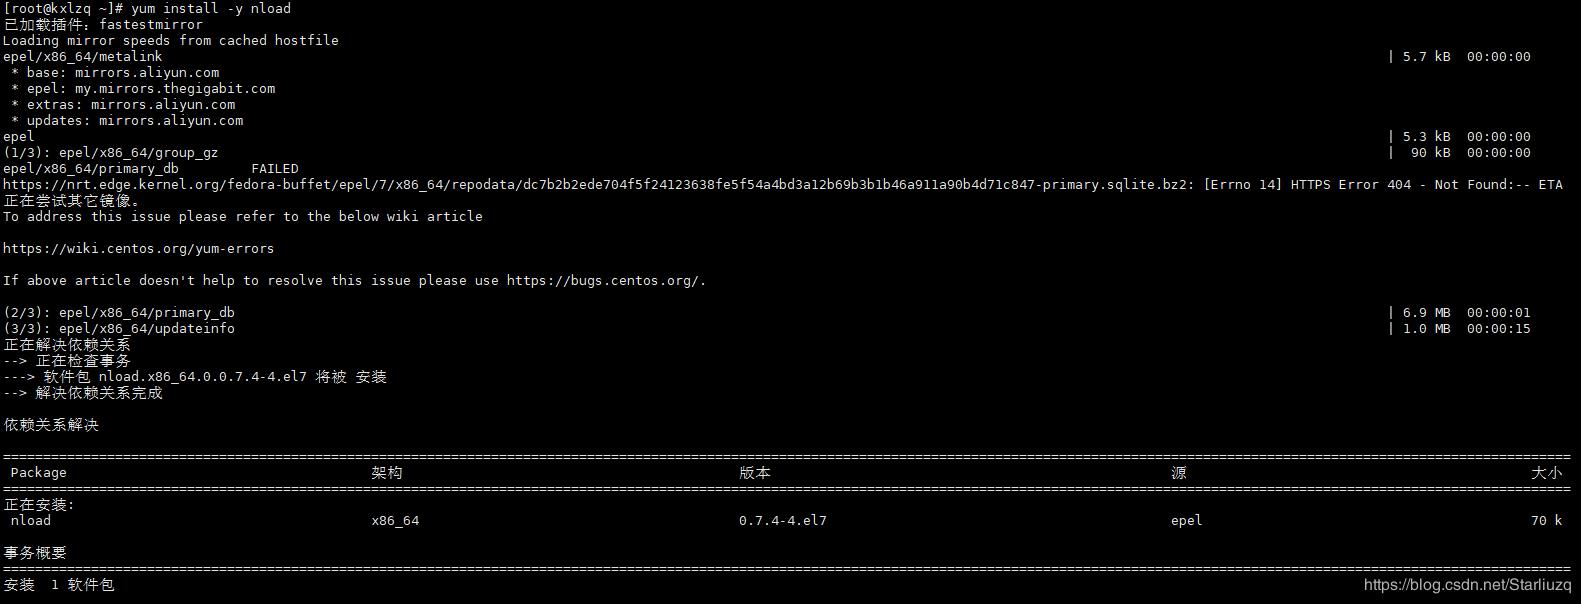 [root@kxlzq ~]# yum install -y nload
已加载插件：fastestmirror
Loading mirror speeds from cached hostfile
epel/x86_64/metalink | 5.7 kB 00:00:00
* base: mirrors.aliyun.com
* epel: my.mirrors.thegigabit.com
* extras: mirrors.aliyun.com
* updates: mirrors.aliyun.com
epel | 5.3 kB 00:00:00
(1/3): epel/x86_64/group_gz | 90 kB 00:00:00
epel/x86_64/primary_db FAILED
https://nrt.edge.kernel.org/fedora-buffet/epel/7/x86_64/repodata/dc7b2b2ede704f5f24123638fe5f54a4bd3a12b69b3b1b46a911a90b4d71c847-primary.sqlite.bz2: [Errno 14] HTTPS Error 404 - Not Found:-- ETA
正在尝试其它镜像。
To address this issue please refer to the below wiki article
https://wiki.centos.org/yum-errors
If above article doesn't help to resolve this issue please use https://bugs.centos.org/.
(2/3): epel/x86_64/primary_db | 6.9 MB 00:00:01
(3/3): epel/x86_64/updateinfo | 1.0 MB 00:00:15
正在解决依赖关系
--> 正在检查事务
---> 软件包 nload.x86_64.0.0.7.4-4.el7 将被 安装
--> 解决依赖关系完成
依赖关系解决
Package 架构 版本 源 大小
正在安装:
nload x86_64 0.7.4-4.el7 epel 70 k
事务概要
安装 1 软件包
https://blog.csdn.net/Starliuzq